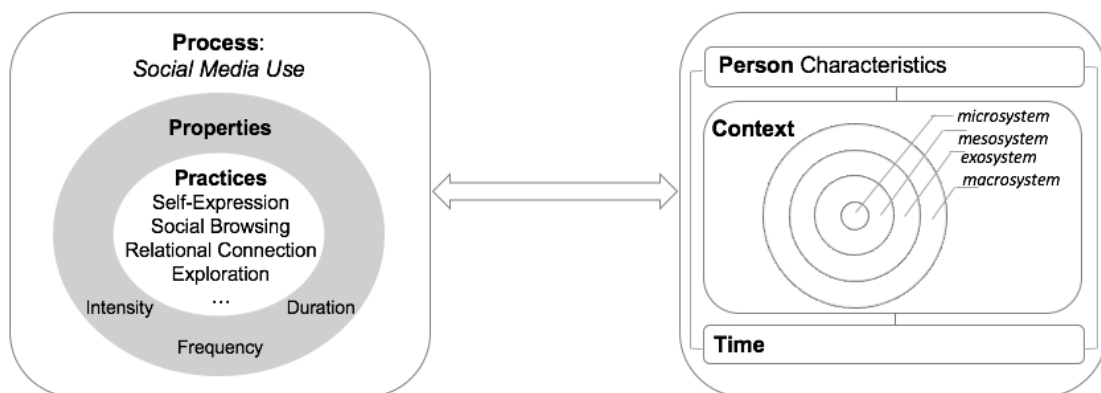 Process:
Social Media Use
Properties
Practices
Self-Expression
Social Browsing
Relational Connection
Exploration
...
Intensity
Duration
Frequency
Person Characteristics
Context
microsystem
mesosystem
exosystem
macrosystem
Time